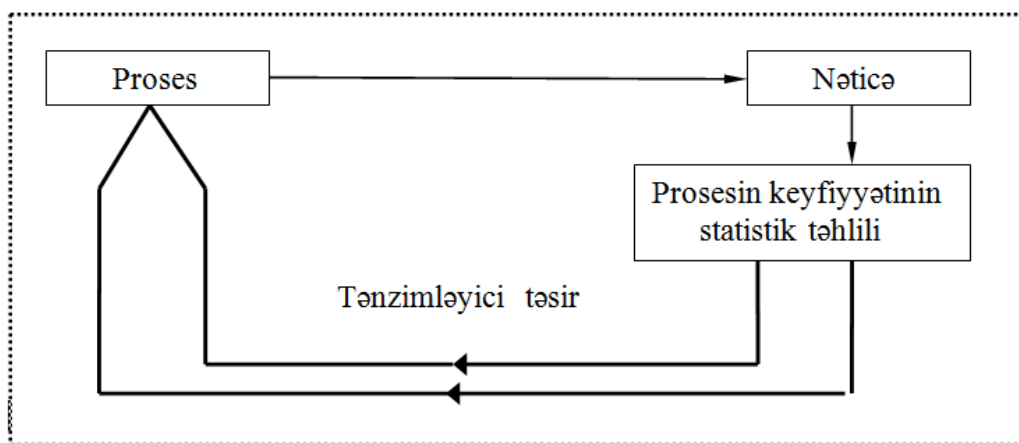 Proses
Nəticə
Prosesin keyfiyyətinin
statistik təhlili
Tənzimləyici təsir